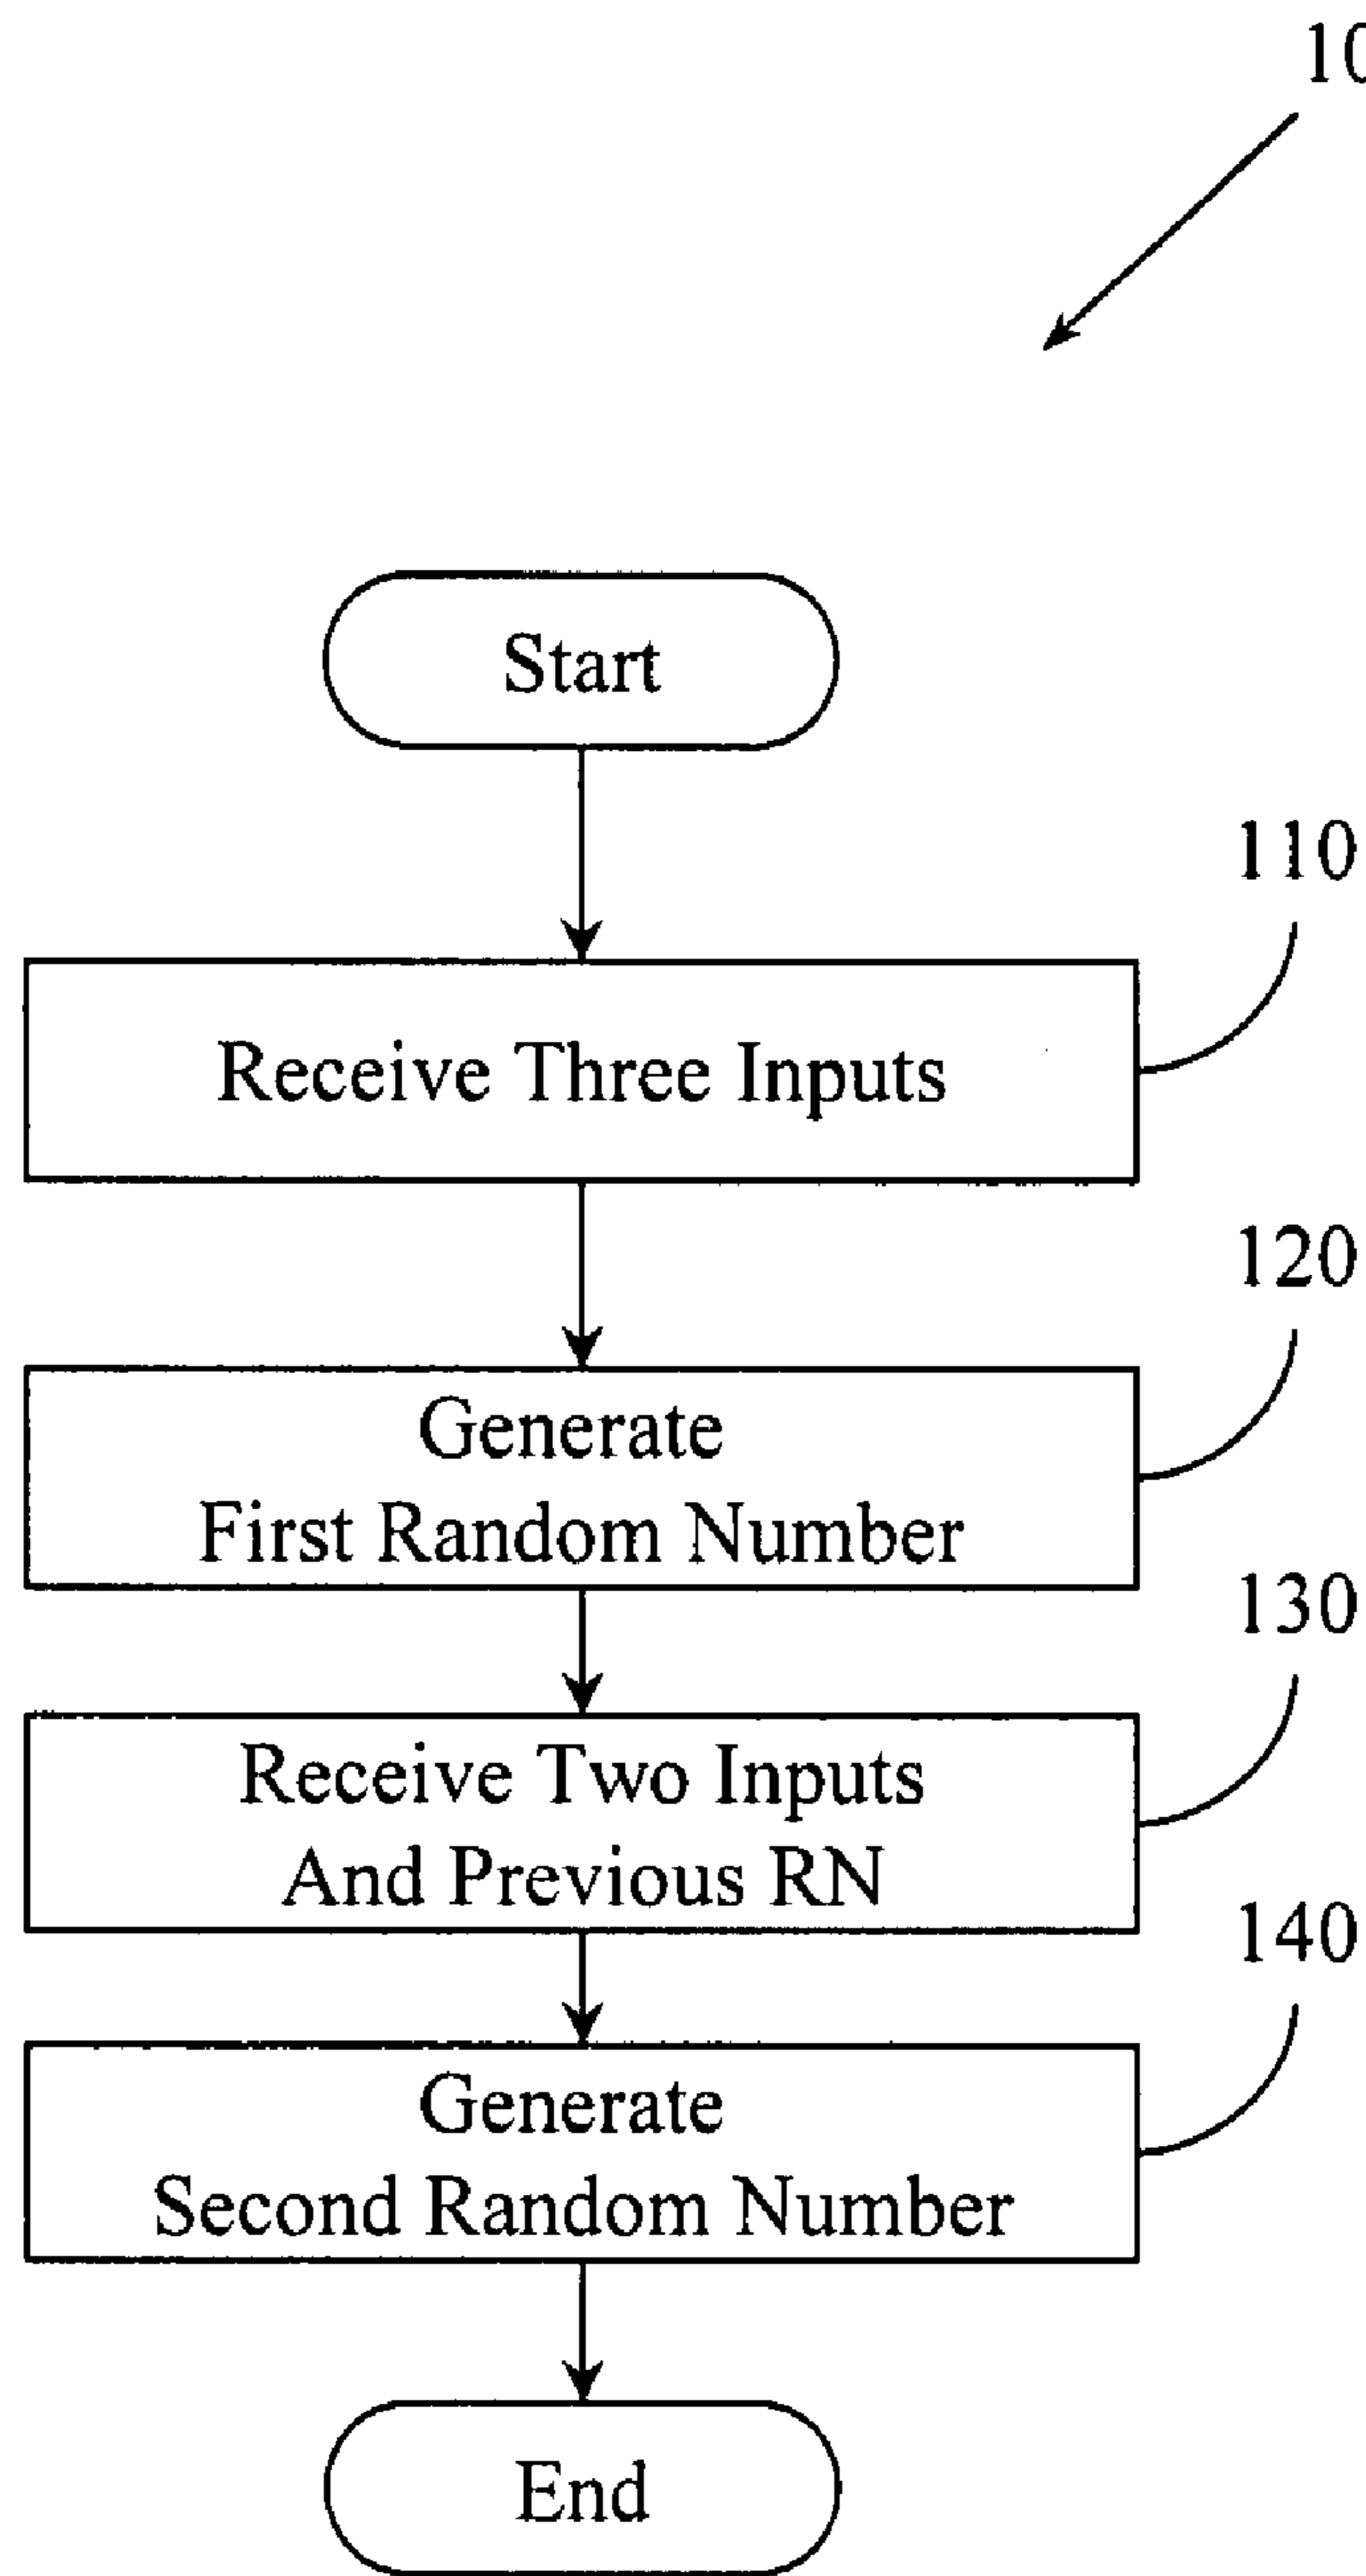 10
Start
110
Receive Three Inputs
120
Generate
First Random Number
130
Receive Two Inputs
And Previous RN
140
Generate
Second Random Number
End